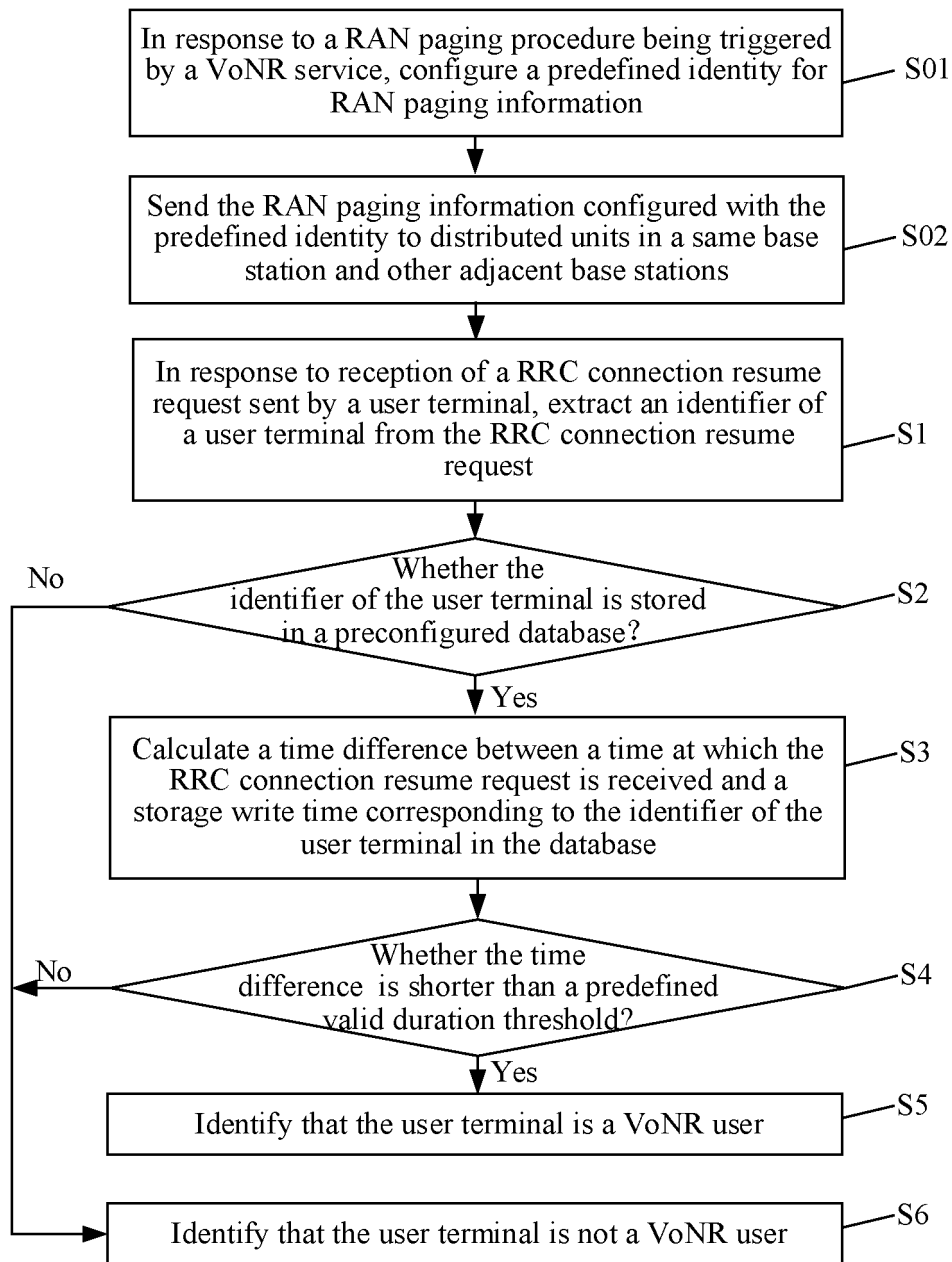 In response to a RAN paging procedure being triggered
by a VoNR service, configure a predefined identity for
RAN paging information
S01
Send the RAN paging information configured with the
predefined identity to distributed units in a same base
station and other adjacent base stations
S02
In response to reception of a RRC connection resume
request sent by a user terminal, extract an identifier of
a user terminal from the RRC connection resume
request
S1
Whether the
identifier of the user terminal is stored
in a preconfigured database?
S2
No
Yes
Calculate a time difference between a time at which the
RRC connection resume request is received and a
storage write time corresponding to the identifier of the
user terminal in the database
S3
Whether the time
difference is shorter than a predefined
valid duration threshold?
S4
No
Yes
Identify that the user terminal is a VoNR user
S5
Identify that the user terminal is not a VoNR user
S6